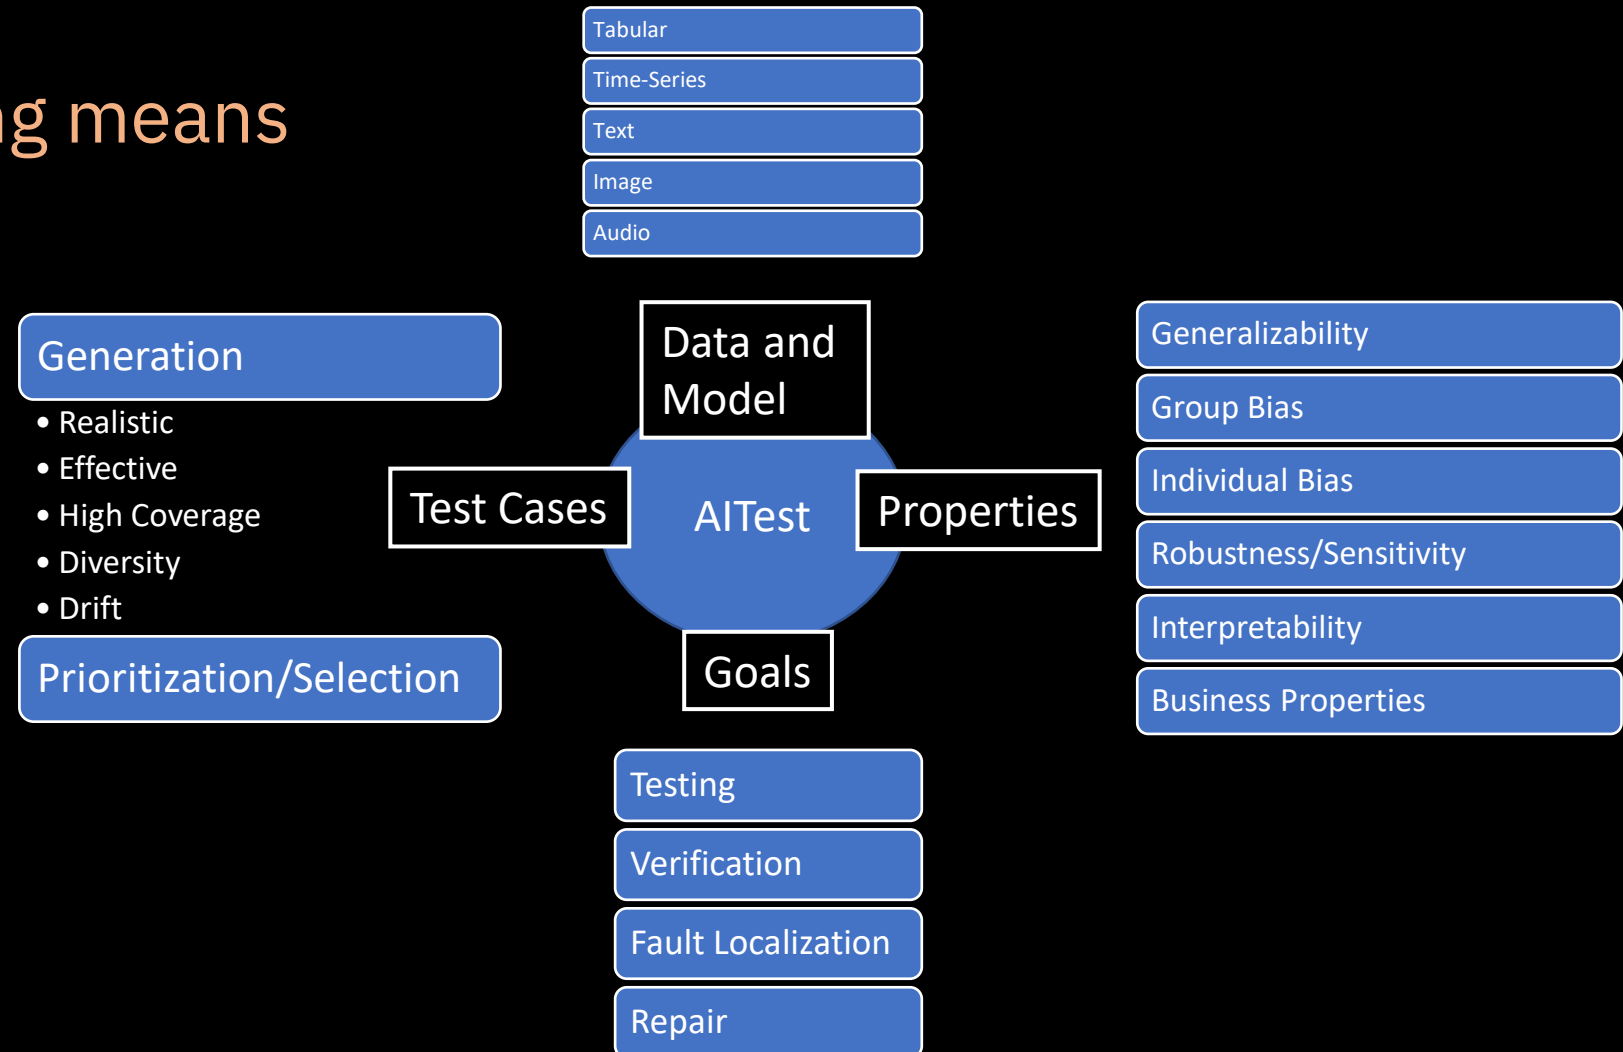 ng means
Tabular
Time-Series
Text
Image
Audio
Generation
• Realistic
• Effective
• High Coverage
• Diversity
• Drift
Prioritization/Selection
Data and
Model
Test Cases
AITest
Properties
Goals
Generalizability
Group Bias
Individual Bias
Robustness/Sensitivity
Interpretability
Business Properties
Testing
Verification
Fault Localization
Repair